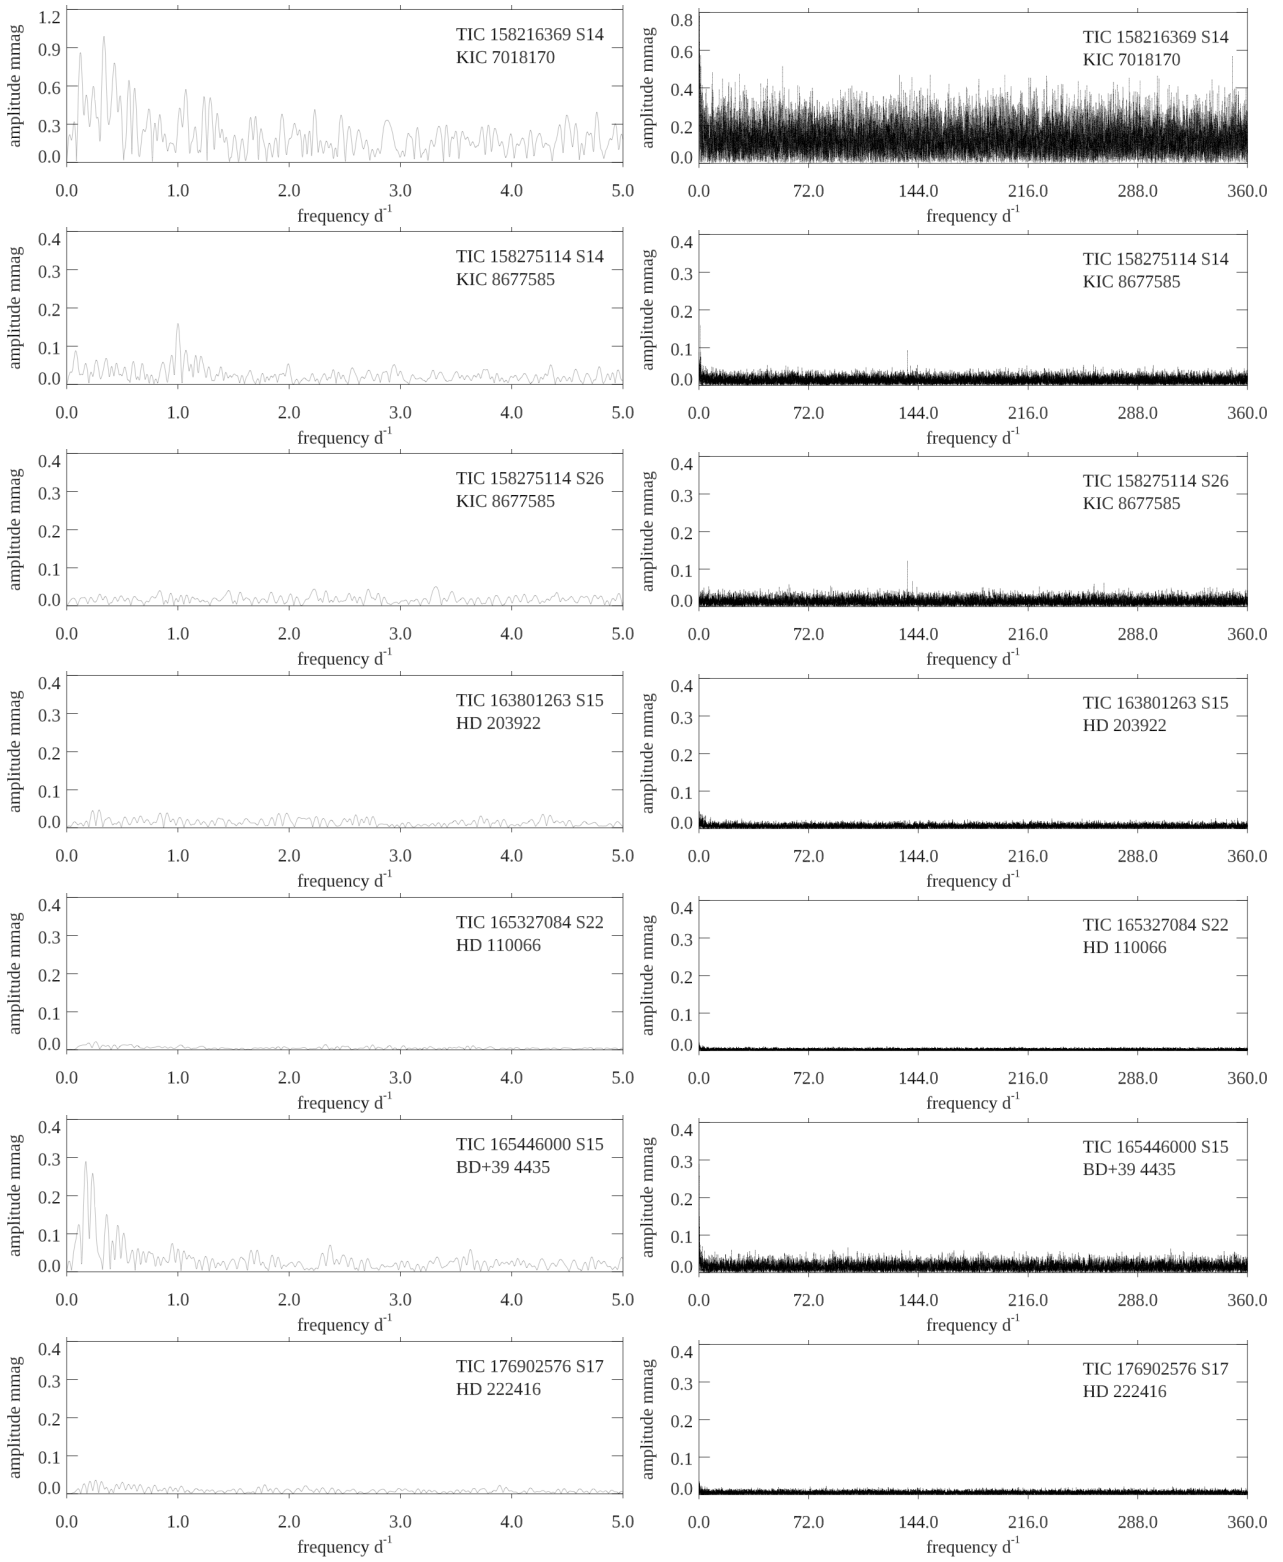 1.2
0.9
0.6
0.3
0.0
amplitude mmag
TIC 158216369 S14
KIC 7018170
0.0 1.0 2.0 3.0 4.0 5.0
frequency d-1
0.8
0.6
0.4
0.2
0.0
amplitude mmag
TIC 158216369 S14
KIC 7018170
0.0 72.0 144.0 216.0 288.0 360.0
frequency d-1
0.4
0.3
0.2
0.1
0.0
amplitude mmag
TIC 158275114 S14
KIC 8677585
0.0 1.0 2.0 3.0 4.0 5.0
frequency d-1
0.4
0.3
0.2
0.1
0.0
amplitude mmag
TIC 158275114 S14
KIC 8677585
0.0 72.0 144.0 216.0 288.0 360.0
frequency d-1
0.4
0.3
0.2
0.1
0.0
amplitude mmag
TIC 158275114 S26
KIC 8677585
0.0 1.0 2.0 3.0 4.0 5.0
frequency d-1
0.4
0.3
0.2
0.1
0.0
amplitude mmag
TIC 158275114 S26
KIC 8677585
0.0 72.0 144.0 216.0 288.0 360.0
frequency d-1
0.4
0.3
0.2
0.1
0.0
amplitude mmag
TIC 163801263 S15
HD 203922
0.0 1.0 2.0 3.0 4.0 5.0
frequency d-1
0.4
0.3
0.2
0.1
0.0
amplitude mmag
TIC 163801263 S15
HD 203922
0.0 72.0 144.0 216.0 288.0 360.0
frequency d-1
0.4
0.3
0.2
0.1
0.0
amplitude mmag
TIC 165327084 S22
HD 110066
0.0 1.0 2.0 3.0 4.0 5.0
frequency d-1
0.4
0.3
0.2
0.1
0.0
amplitude mmag
TIC 165327084 S22
HD 110066
0.0 72.0 144.0 216.0 288.0 360.0
frequency d-1
0.4
0.3
0.2
0.1
0.0
amplitude mmag
TIC 165446000 S15
BD+39 4435
0.0 1.0 2.0 3.0 4.0 5.0
frequency d-1
0.4
0.3
0.2
0.1
0.0
amplitude mmag
TIC 165446000 S15
BD+39 4435
0.0 72.0 144.0 216.0 288.0 360.0
frequency d-1
0.4
0.3
0.2
0.1
0.0
amplitude mmag
TIC 176902576 S17
HD 222416
0.0 1.0 2.0 3.0 4.0 5.0
frequency d-1
0.4
0.3
0.2
0.1
0.0
amplitude mmag
TIC 176902576 S17
HD 222416
0.0 72.0 144.0 216.0 288.0 360.0
frequency d-1